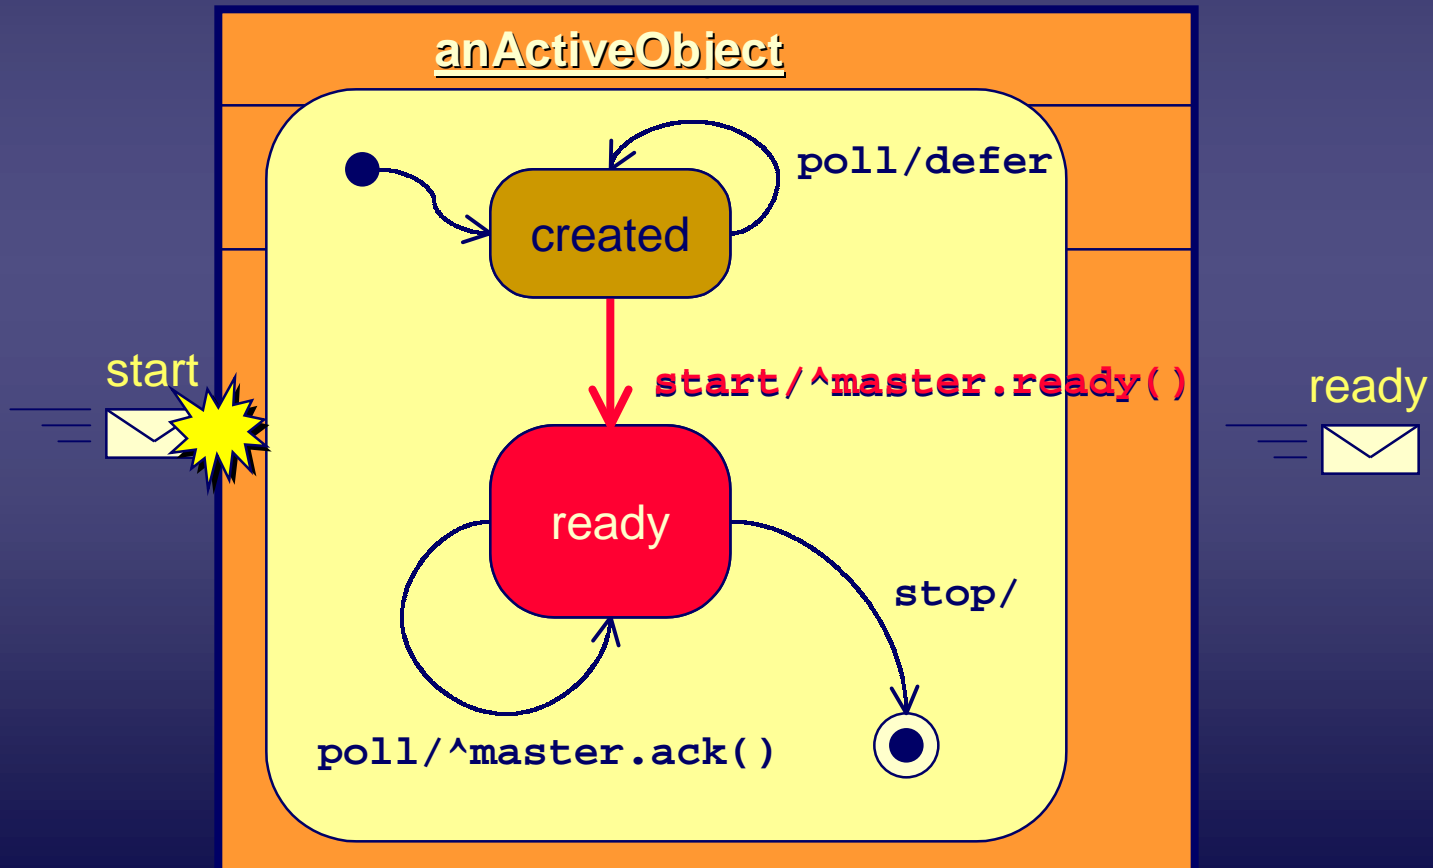 anActiveObject
poll/defer
created
start
start/^master.ready()
ready
ready
stop/
poll/^master.ack()